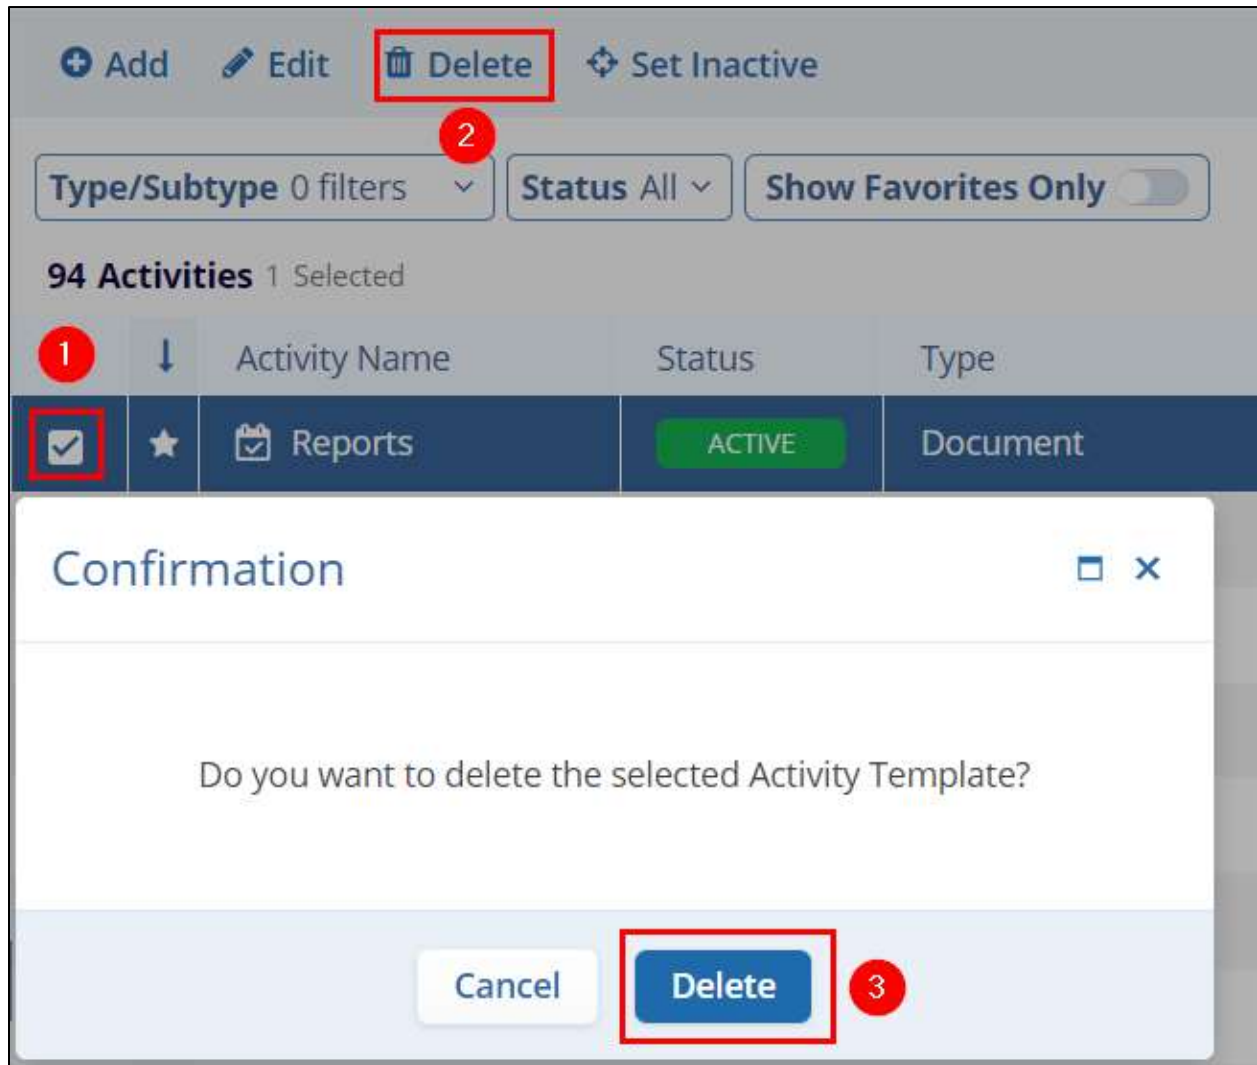 Add Edit Delete Set Inactive
2
Type/Subtype 0 filters Status All Show Favorites Only
94 Activities 1 Selected
1 Activity Name Status Type
Reports ACTIVE Document
Confirmation
Do you want to delete the selected Activity Template?
Cancel Delete 3